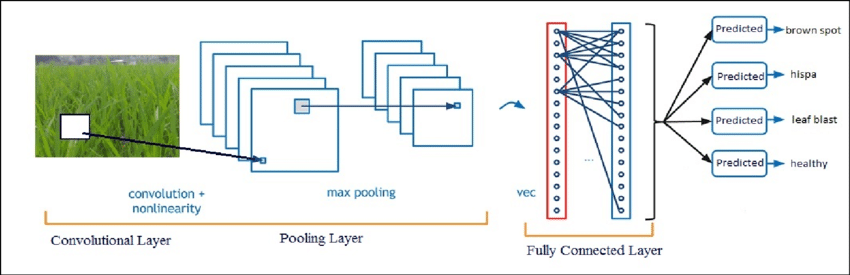 Predicted
brown spot
Predicted
hispa
Predicted
leaf blast
Predicted
healthy
convolution +
nonlinearity
max pooling
vec
...
Convolutional Layer
Pooling Layer
Fully Connected Layer